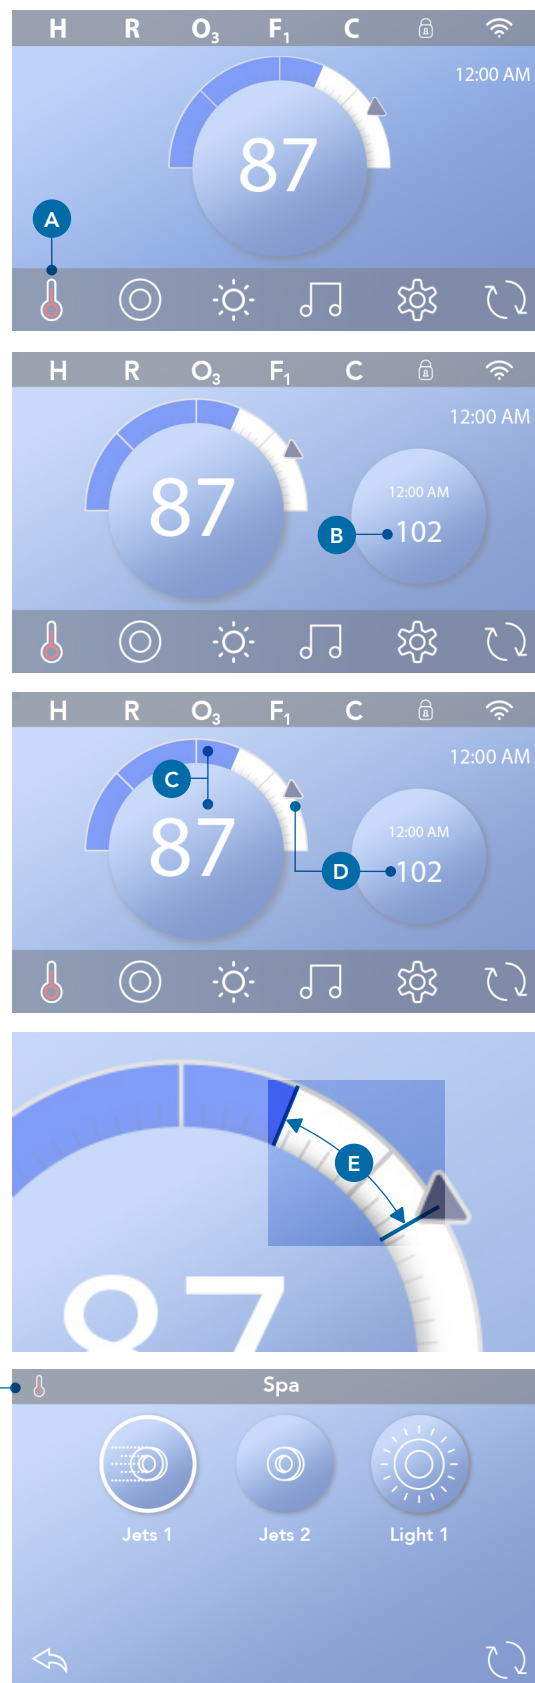 H R O3 F1 C
12:00 AM
87
A
H R O3 F1 C
12:00 AM
87
12:00 AM
B
102
H R O3 F1 C
12:00 AM
C
87
12:00 AM
D
102
E
87
Spa
Jets 1 Jets 2 Light 1